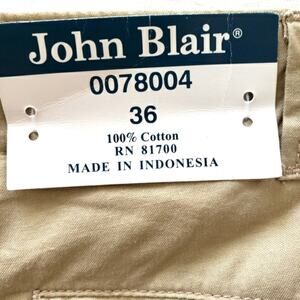 John Blair®
0078004
36
100% Cotton
RN 81700
MADE IN INDONESIA